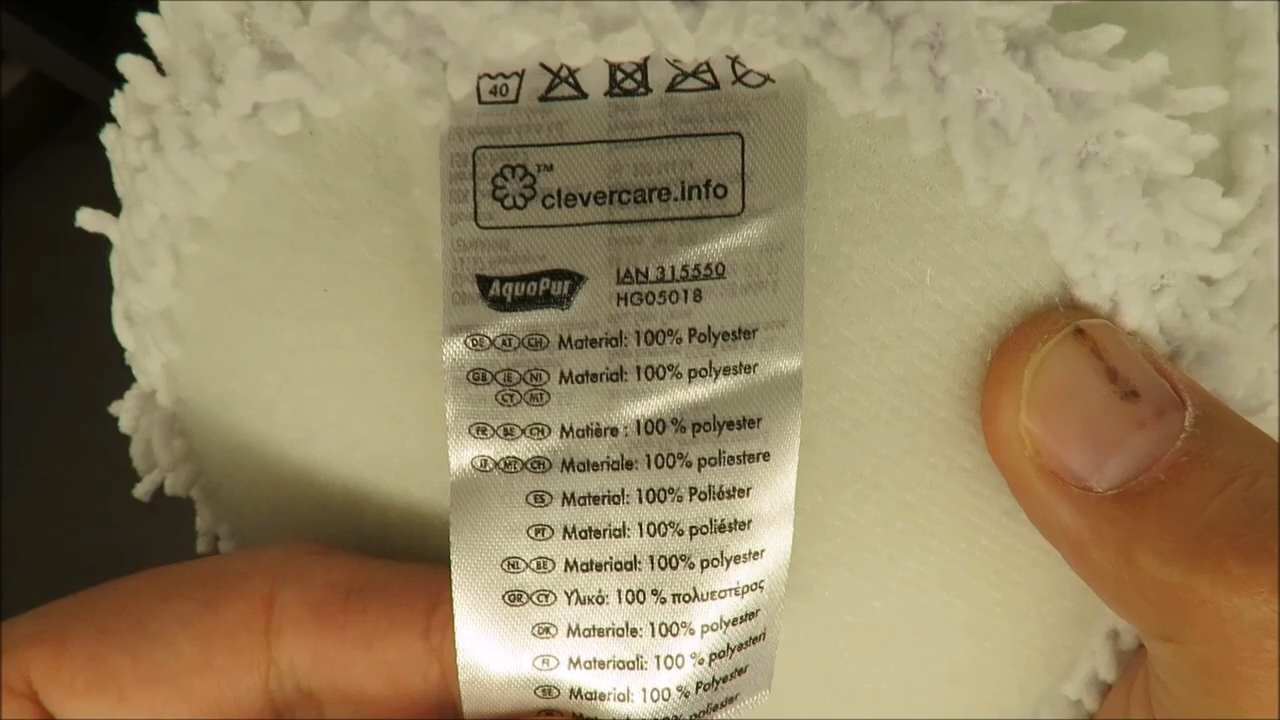 40
TM
clevercare.info
AquaPur IAN 315550
HG05018
DE AT CH Material: 100% Polyester
GB IE NI Material: 100% polyester
CY MT
FR BE CH Matière : 100 % polyester
IT MT CH Materiale: 100% poliestere
ES Material: 100% Poliéster
PT Material: 100% poliéster
NL BE Materiaal: 100% polyester
GR CY Υλικό: 100 % πολυεστέρας
DK Materiale: 100% polyester
FI Materiaali: 100 % polyesteri
SE Material: 100 % Polyester
poliester